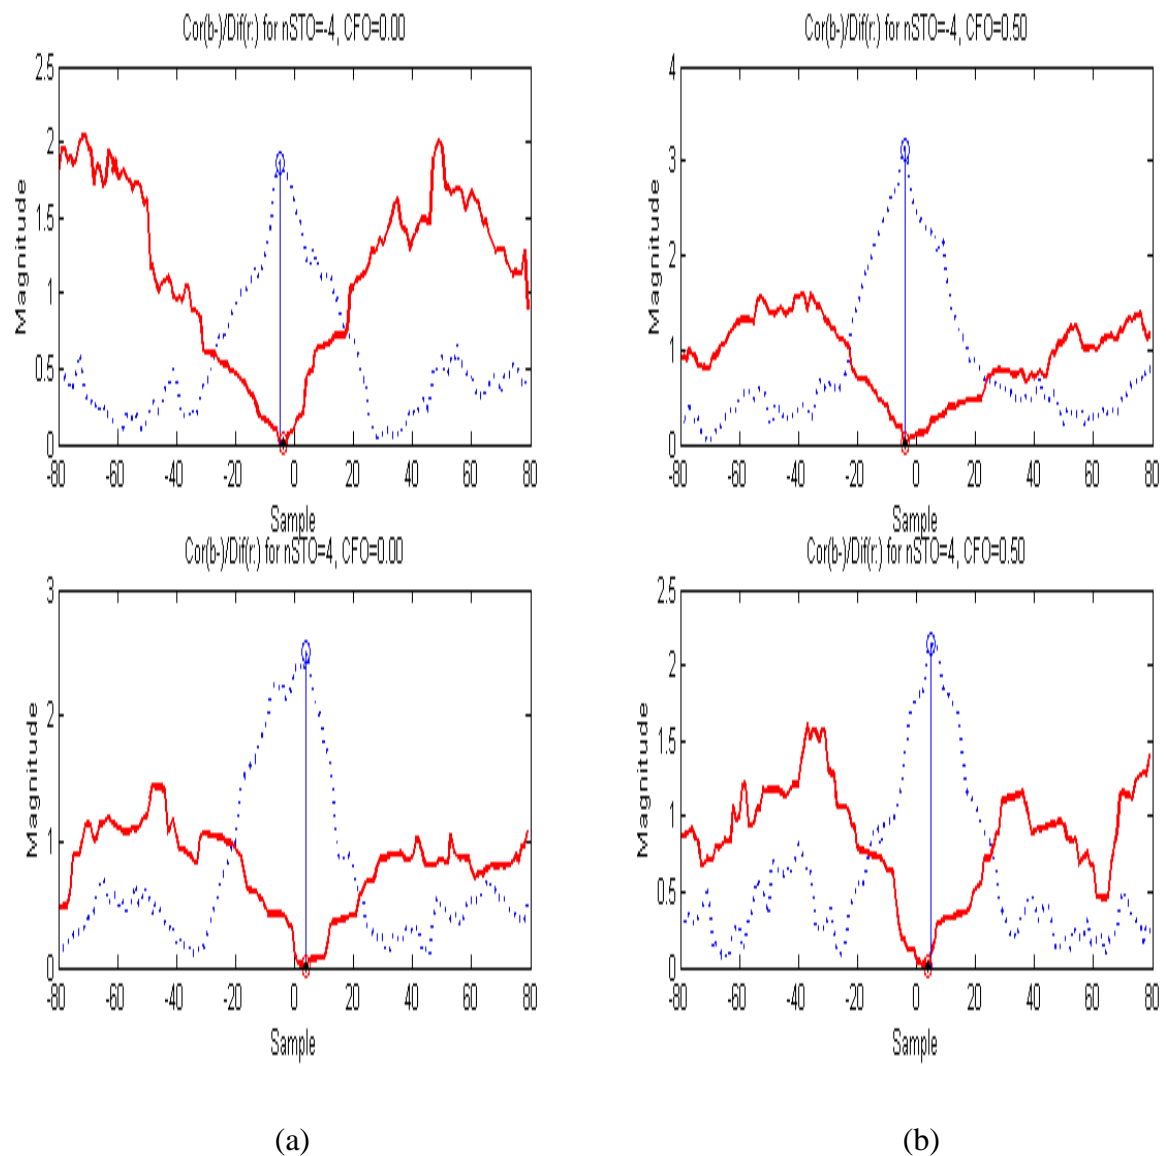 Cor(b-)/Dif(r:) for nSTO=-4, CFO=0.00
2.5
2
1.5
1
0.5
0
Magnitude
-80 -60 -40 -20 0 20 40 60 80
Sample
Cor(b-)/Dif(r:) for nSTO=-4, CFO=0.50
4
3
2
1
0
Magnitude
-80 -60 -40 -20 0 20 40 60 80
Sample
Cor(b-)/Dif(r:) for nSTO=4, CFO=0.00
3
2
1
0
Magnitude
-80 -60 -40 -20 0 20 40 60 80
Sample
Cor(b-)/Dif(r:) for nSTO=4, CFO=0.50
2.5
2
1.5
1
0.5
0
Magnitude
-80 -60 -40 -20 0 20 40 60 80
Sample
(a)
(b)